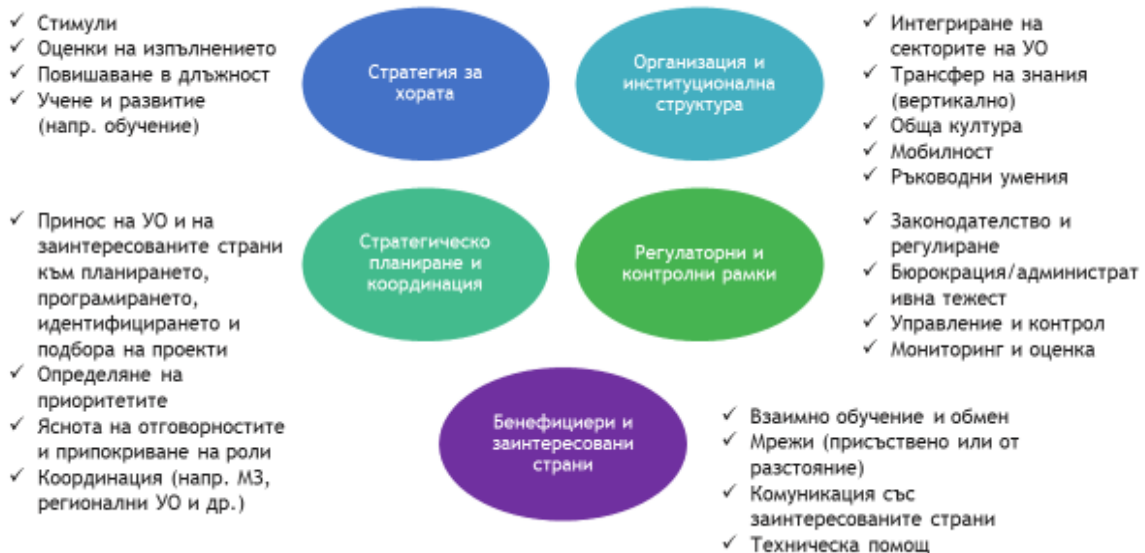 ✓ Стимули
✓ Оценки на изпълнението
✓ Повишаване в длъжност
✓ Учене и развитие
(напр. обучение)
Стратегия за
хората
Организация и
институционална
структура
✓ Интегриране на
секторите на УО
✓ Трансфер на знания
(вертикално)
✓ Обща култура
✓ Мобилност
✓ Ръководни умения
✓ Принос на УО и на
заинтересованите страни
към планирането,
програмирането,
идентифицирането и
подбора на проекти
✓ Определяне на
приоритетите
✓ Яснота на отговорностите
и припокриване на роли
✓ Координация (напр. МЗ,
регионални УО и др.)
Стратегическо
планиране и
координация
Регулаторни и
контролни рамки
✓ Законодателство и
регулиране
✓ Бюрокрация/администрат
ивна тежест
✓ Управление и контрол
✓ Мониторинг и оценка
Бенефициери и
заинтересовани
страни
✓ Взаимно обучение и обмен
✓ Мрежи (присъствено или от
разстояние)
✓ Комуникация със
заинтересованите страни
✓ Техническа помощ